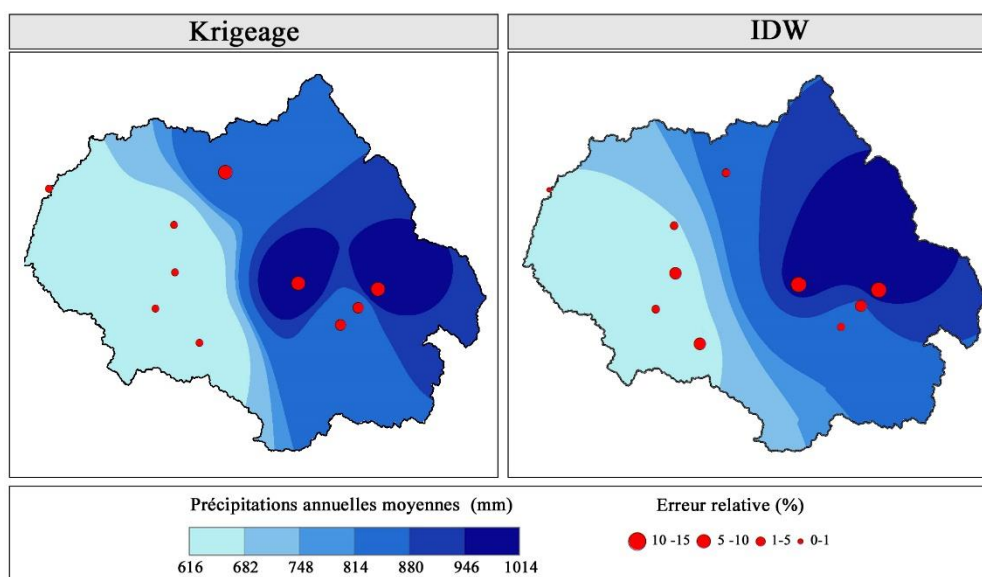 Krigeage
IDW
Précipitations annuelles moyennes (mm)
616 682 748 814 880 946 1014
Erreur relative (%)
10 -15 5 -10 1-5 0-1